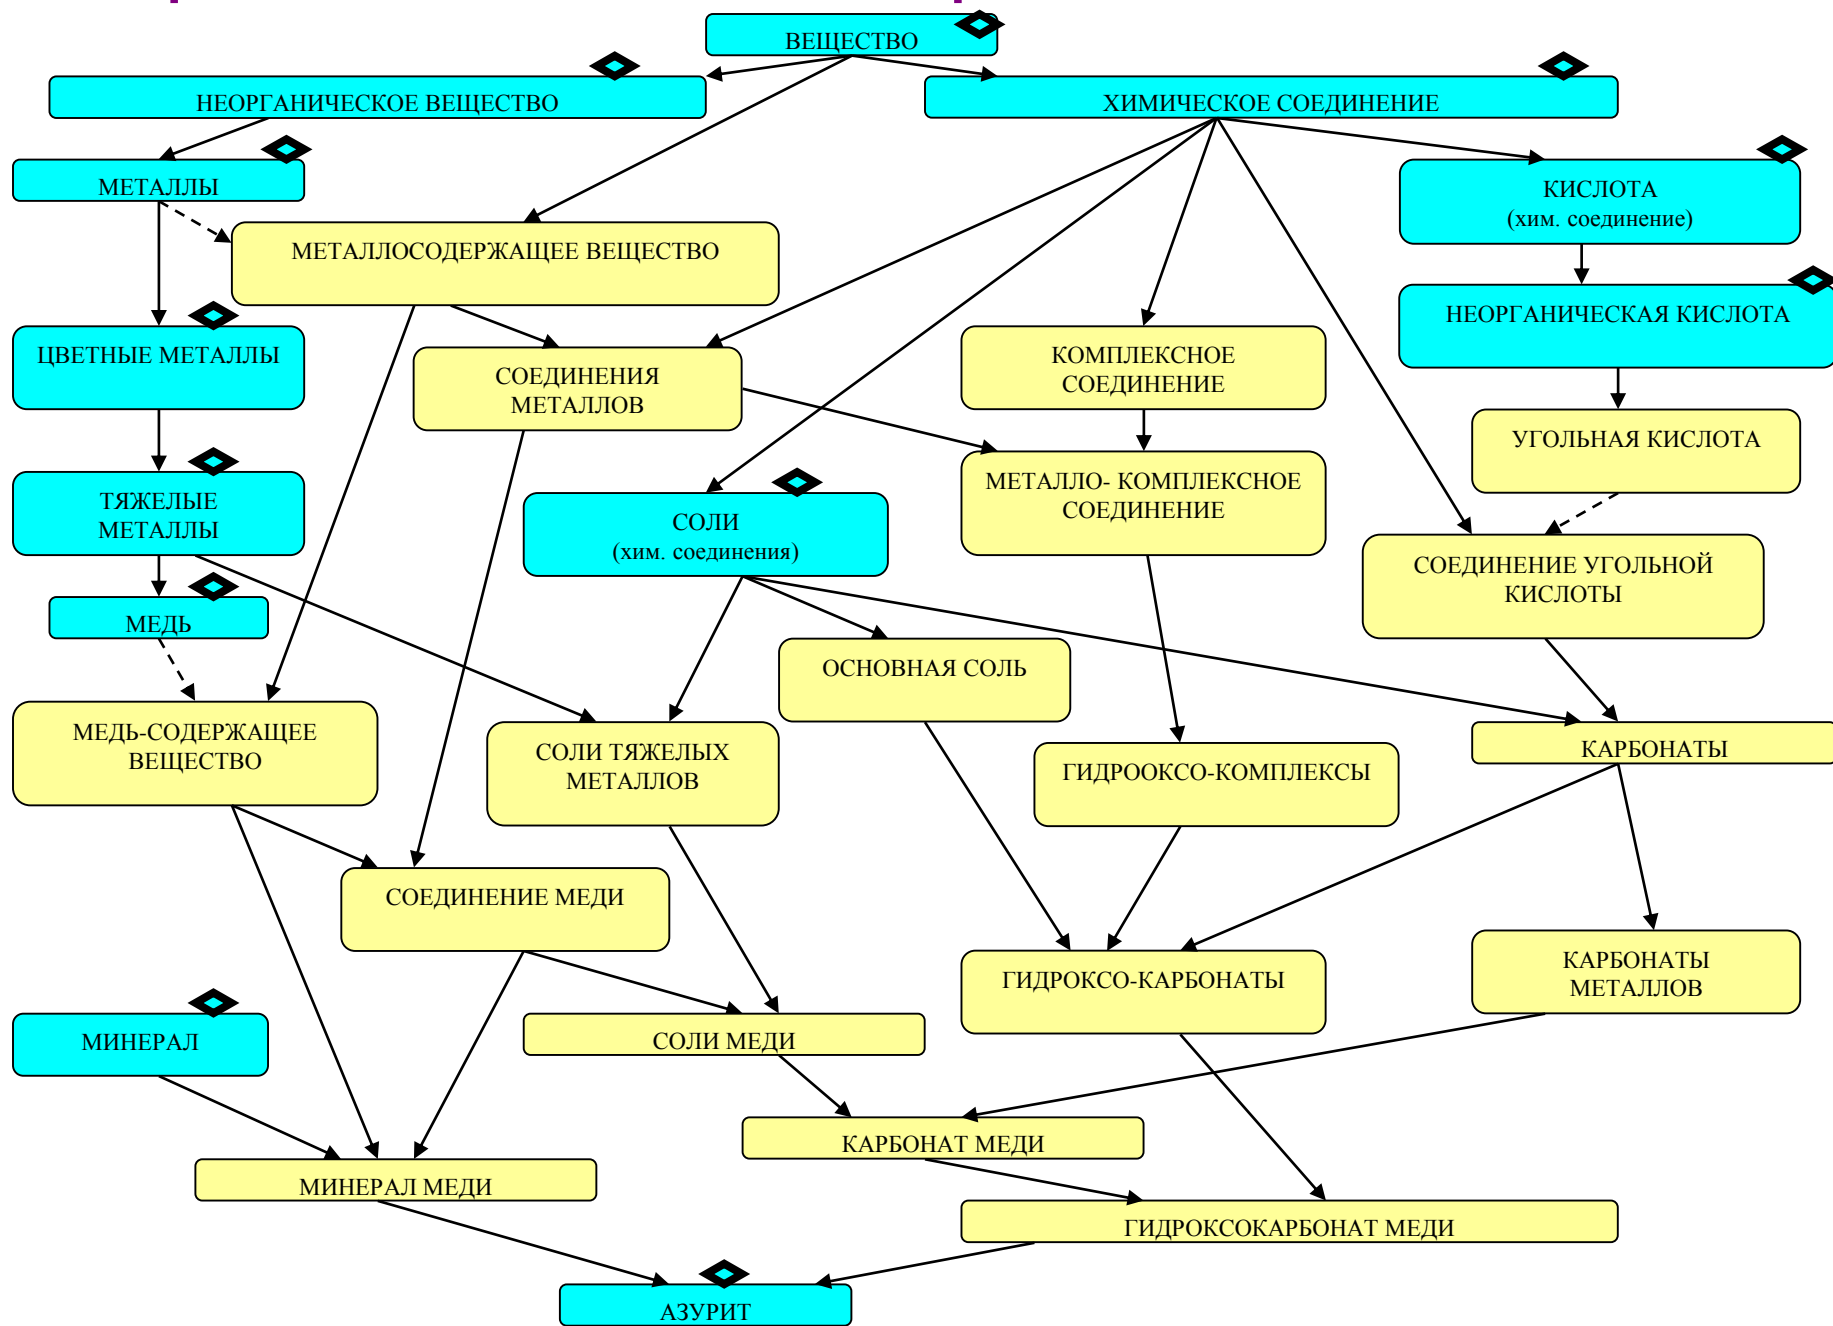 ВЕЩЕСТВО
НЕОРГАНИЧЕСКОЕ ВЕЩЕСТВО
ХИМИЧЕСКОЕ СОЕДИНЕНИЕ
МЕТАЛЛЫ
КИСЛОТА
(хим. соединение)
МЕТАЛЛОСОДЕРЖАЩЕЕ ВЕЩЕСТВО
НЕОРГАНИЧЕСКАЯ КИСЛОТА
ЦВЕТНЫЕ МЕТАЛЛЫ
СОЕДИНЕНИЯ
МЕТАЛЛОВ
КОМПЛЕКСНОЕ
СОЕДИНЕНИЕ
УГОЛЬНАЯ КИСЛОТА
ТЯЖЕЛЫЕ
МЕТАЛЛЫ
СОЛИ
(хим. соединения)
МЕТАЛЛО- КОМПЛЕКСНОЕ
СОЕДИНЕНИЕ
СОЕДИНЕНИЕ УГОЛЬНОЙ
КИСЛОТЫ
МЕДЬ
ОСНОВНАЯ СОЛЬ
МЕДЬ-СОДЕРЖАЩЕЕ
ВЕЩЕСТВО
СОЛИ ТЯЖЕЛЫХ
МЕТАЛЛОВ
ГИДРООКСО-КОМПЛЕКСЫ
КАРБОНАТЫ
СОЕДИНЕНИЕ МЕДИ
ГИДРОКСО-КАРБОНАТЫ
КАРБОНАТЫ
МЕТАЛЛОВ
МИНЕРАЛ
СОЛИ МЕДИ
КАРБОНАТ МЕДИ
МИНЕРАЛ МЕДИ
ГИДРОКСОКАРБОНАТ МЕДИ
АЗУРИТ